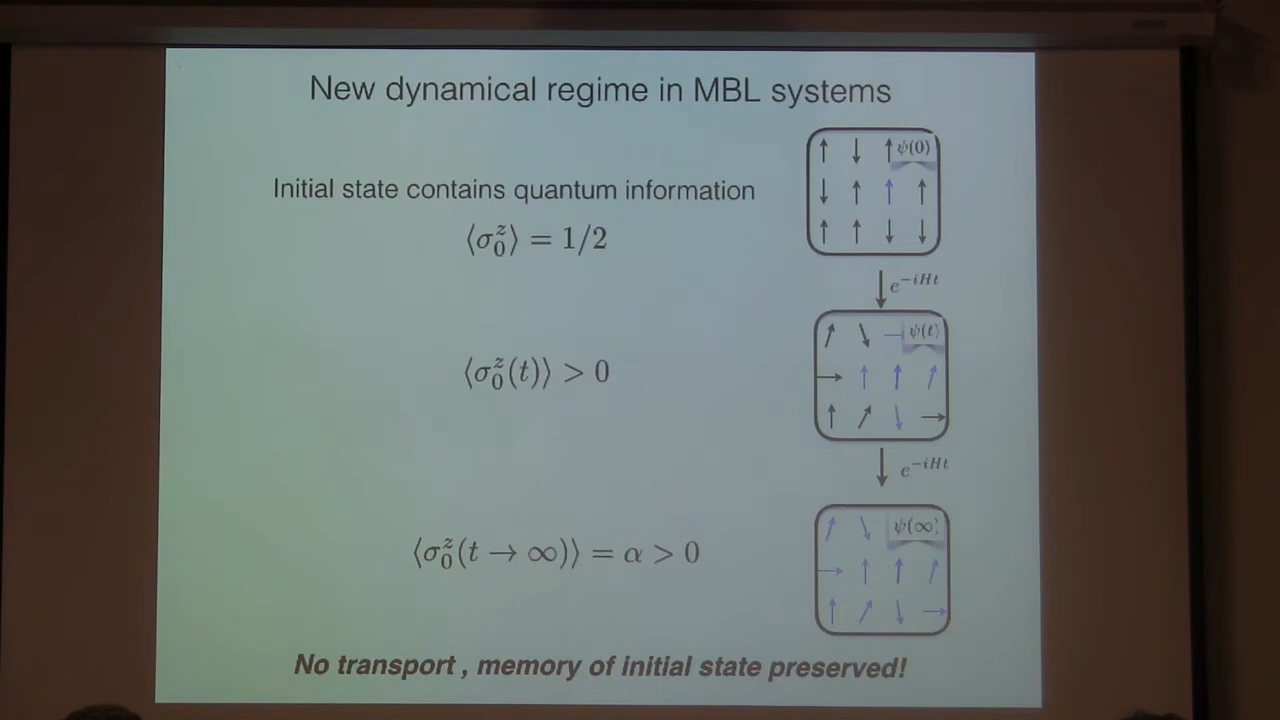 New dynamical regime in MBL systems
ψ(0)
Initial state contains quantum information
⟨σ₀ᶻ⟩ = 1/2
e⁻ⁱᴴᵗ
ψ(t)
⟨σ₀ᶻ(t)⟩ > 0
e⁻ⁱᴴᵗ
ψ(∞)
⟨σ₀ᶻ(t → ∞)⟩ = α > 0
No transport , memory of initial state preserved!